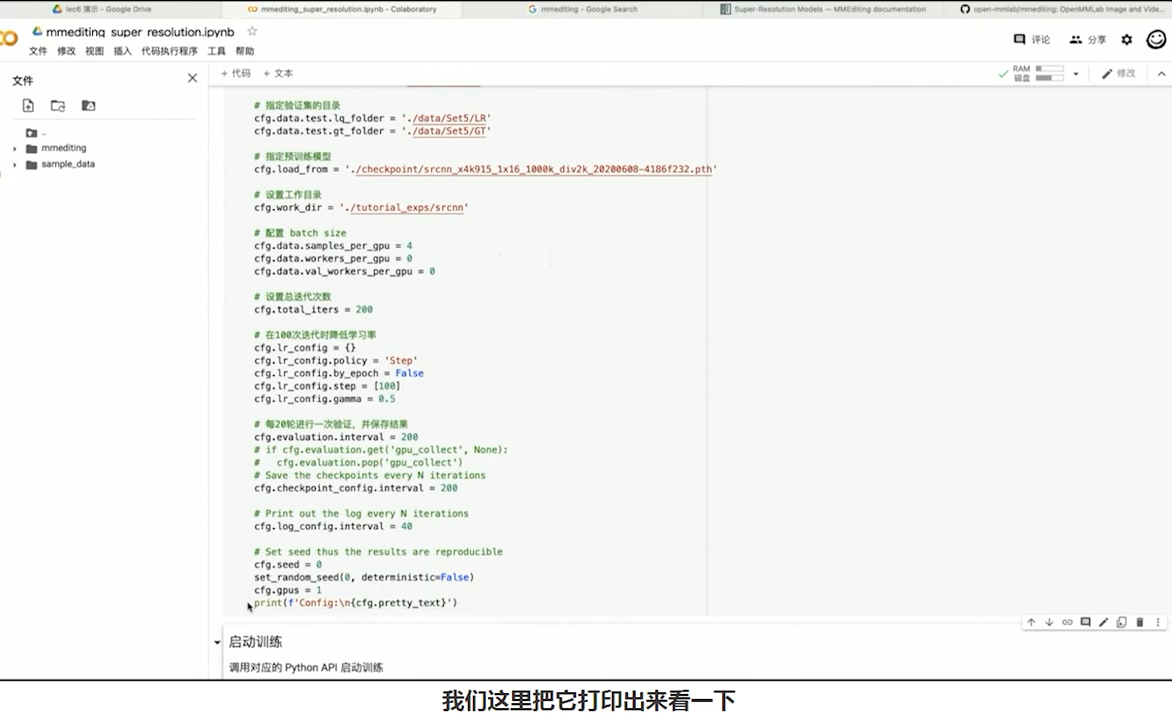 lec6 演示 - Google Drive
mmediting_super_resolution.ipynb - Colaboratory
mmediting - Google Search
Super-Resolution Models — MMEditing documentation
open-mmlab/mmediting: OpenMMLab Image and Vide...
mmediting_super_resolution.ipynb
评论
分享
文件 修改 视图 插入 代码执行程序 工具 帮助
文件
+ 代码 + 文本
RAM
磁盘
修改
..
mmediting
sample_data
# 指定验证集的目录
cfg.data.test.lq_folder = './data/Set5/LR'
cfg.data.test.gt_folder = './data/Set5/GT'
# 指定预训练模型
cfg.load_from = './checkpoint/srcnn_x4k915_1x16_1000k_div2k_20200608-4186f232.pth'
# 设置工作目录
cfg.work_dir = './tutorial_exps/srcnn'
# 配置 batch size
cfg.data.samples_per_gpu = 4
cfg.data.workers_per_gpu = 0
cfg.data.val_workers_per_gpu = 0
# 设置总迭代次数
cfg.total_iters = 200
# 在100次迭代时降低学习率
cfg.lr_config = {}
cfg.lr_config.policy = 'Step'
cfg.lr_config.by_epoch = False
cfg.lr_config.step = [100]
cfg.lr_config.gamma = 0.5
# 每20轮进行一次验证，并保存结果
cfg.evaluation.interval = 200
# if cfg.evaluation.get('gpu_collect', None):
#   cfg.evaluation.pop('gpu_collect')
# Save the checkpoints every N iterations
cfg.checkpoint_config.interval = 200
# Print out the log every N iterations
cfg.log_config.interval = 40
# Set seed thus the results are reproducible
cfg.seed = 0
set_random_seed(0, deterministic=False)
cfg.gpus = 1
print(f'Config:\n{cfg.pretty_text}')
启动训练
调用对应的 Python API 启动训练
我们这里把它打印出来看一下